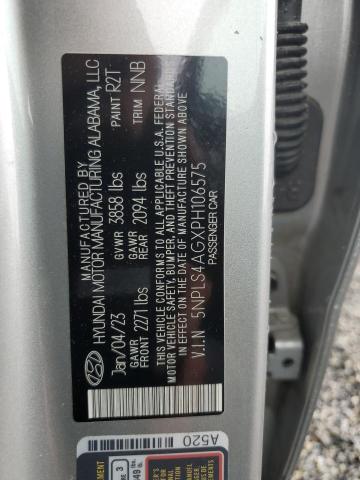 MANUFACTURED BY
HYUNDAI MOTOR MANUFACTURING ALABAMA, LLC
Jan/04/23 GVWR 3858 lbs PAINT R2T
GAWR FRONT 2271 lbs GAWR REAR 2094 lbs TRIM NNB
THIS VEHICLE CONFORMS TO ALL APPLICABLE U.S.A. FEDERAL
MOTOR VEHICLE SAFETY, BUMPER, AND THEFT PREVENTION STANDARDS
IN EFFECT ON THE DATE OF MANUFACTURE SHOWN ABOVE.
V.I.N 5NPLS4AGXPH106575
PASSENGER CAR
A520
3